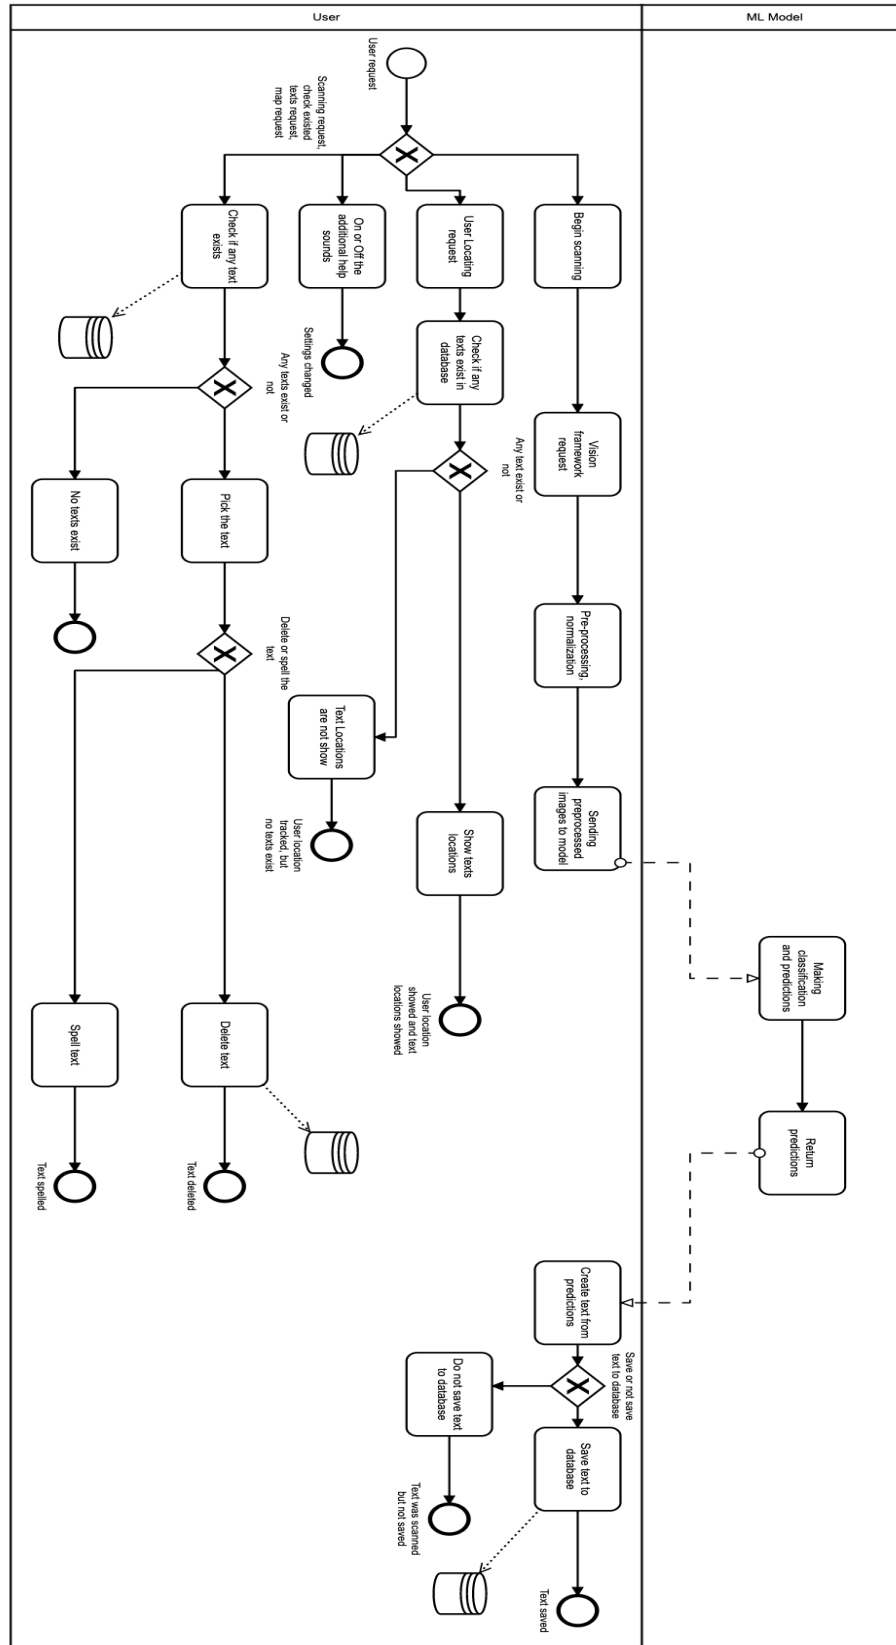 User
ML Model
User request
Scanning request,
check existed
texts request,
map request
Check if any text
exists
On or Off the
additional help
sounds
User Locating
request
Begin scanning
Settings changed
Check if any
texts exist in
database
Any texts exist or
not
Any text exist or
not
Vision
framework
request
No texts exist
Pick the text
Delete or spell the
text
Pre-processing,
normalization
Text Locations
are not show
User location
tracked, but
no texts exist
Show texts
locations
Sending
preprocessed
images to model
User location
showed and text
locations showed
Making
classification
and predictions
Spell text
Delete text
Return
predictions
Text spelled
Text deleted
Create text from
predictions
Save or not save
text to database
Do not save text
to database
Save text to
database
Text was scanned
but not saved
Text saved